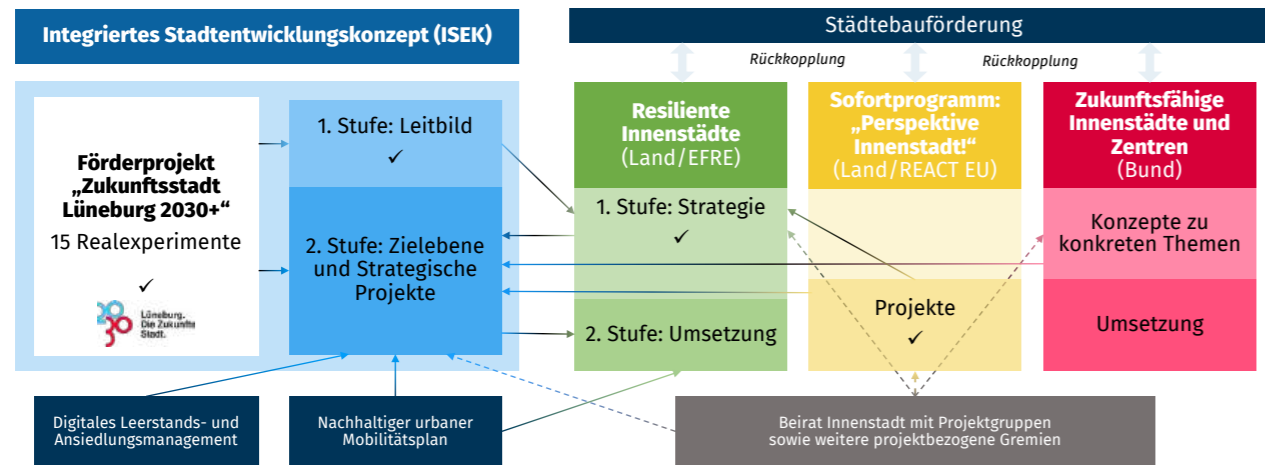 Integriertes Stadtentwicklungskonzept (ISEK)
Städtebauförderung
Rückkopplung
Rückkopplung
Förderprojekt
„Zukunftsstadt
Lüneburg 2030+“
15 Realexperimente
✓
2030
Lüneburg.
Die Zukunfts
Stadt.
1. Stufe: Leitbild
✓
2. Stufe: Zielebene
und Strategische
Projekte
Resiliente
Innenstädte
(Land/EFRE)
1. Stufe: Strategie
✓
2. Stufe: Umsetzung
Sofortprogramm:
„Perspektive
Innenstadt!“
(Land/REACT EU)
Projekte
✓
Zukunftsfähige
Innenstädte und
Zentren
(Bund)
Konzepte zu
konkreten Themen
Umsetzung
Digitales Leerstands- und
Ansiedlungsmanagement
Nachhaltiger urbaner
Mobilitätsplan
Beirat Innenstadt mit Projektgruppen
sowie weitere projektbezogene Gremien